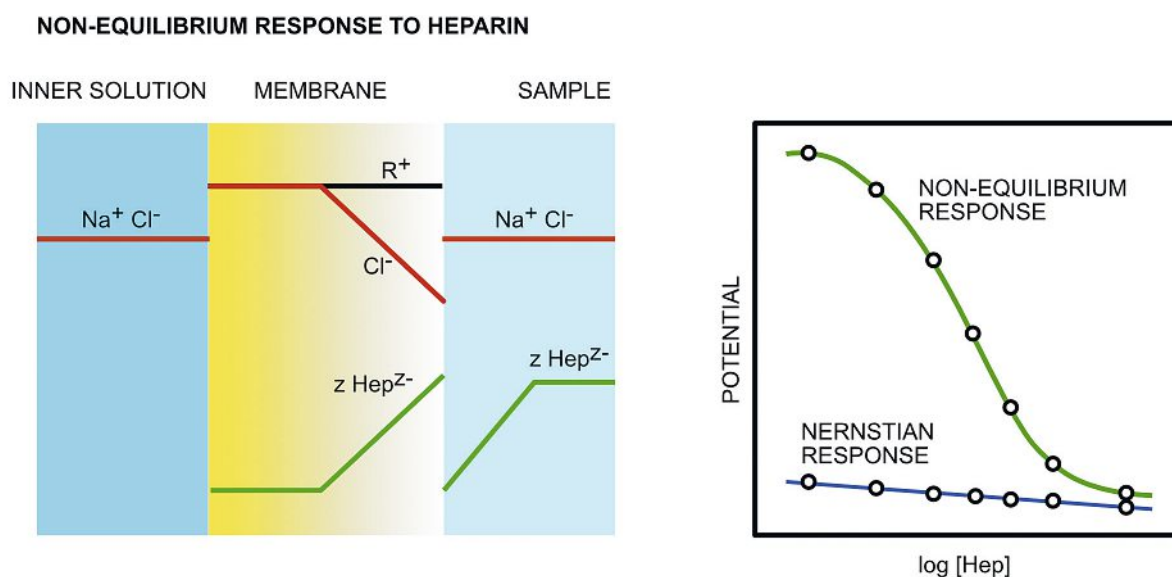 NON-EQUILIBRIUM RESPONSE TO HEPARIN
INNER SOLUTION
MEMBRANE
SAMPLE
R⁺
Na⁺ Cl⁻
Cl⁻
Na⁺ Cl⁻
z Hepᶻ⁻
z Hepᶻ⁻
POTENTIAL
NON-EQUILIBRIUM
RESPONSE
NERNSTIAN
RESPONSE
log [Hep]